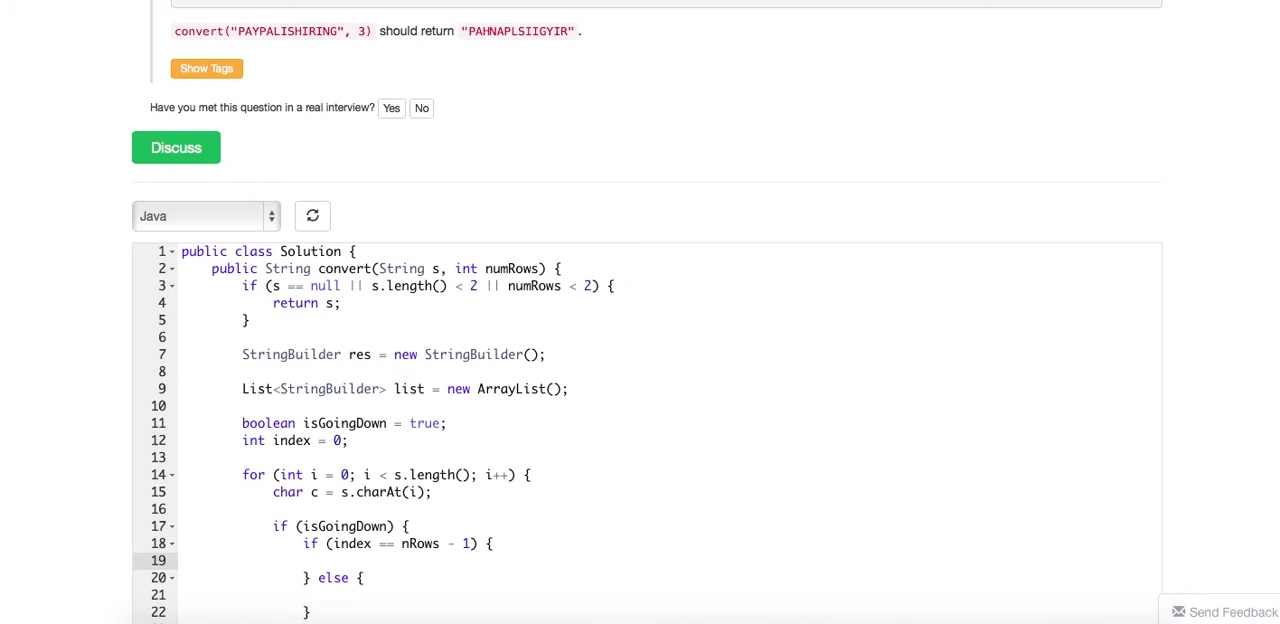 convert("PAYPALISHIRING", 3) should return "PAHNAPLSIIGYIR".
Show Tags
Have you met this question in a real interview? Yes No
Discuss
Java
1 public class Solution {
2 public String convert(String s, int numRows) {
3 if (s == null || s.length() < 2 || numRows < 2) {
4 return s;
5 }
6
7 StringBuilder res = new StringBuilder();
8
9 List<StringBuilder> list = new ArrayList();
10
11 boolean isGoingDown = true;
12 int index = 0;
13
14 for (int i = 0; i < s.length(); i++) {
15 char c = s.charAt(i);
16
17 if (isGoingDown) {
18 if (index == nRows - 1) {
19
20 } else {
21
22 }
Send Feedback